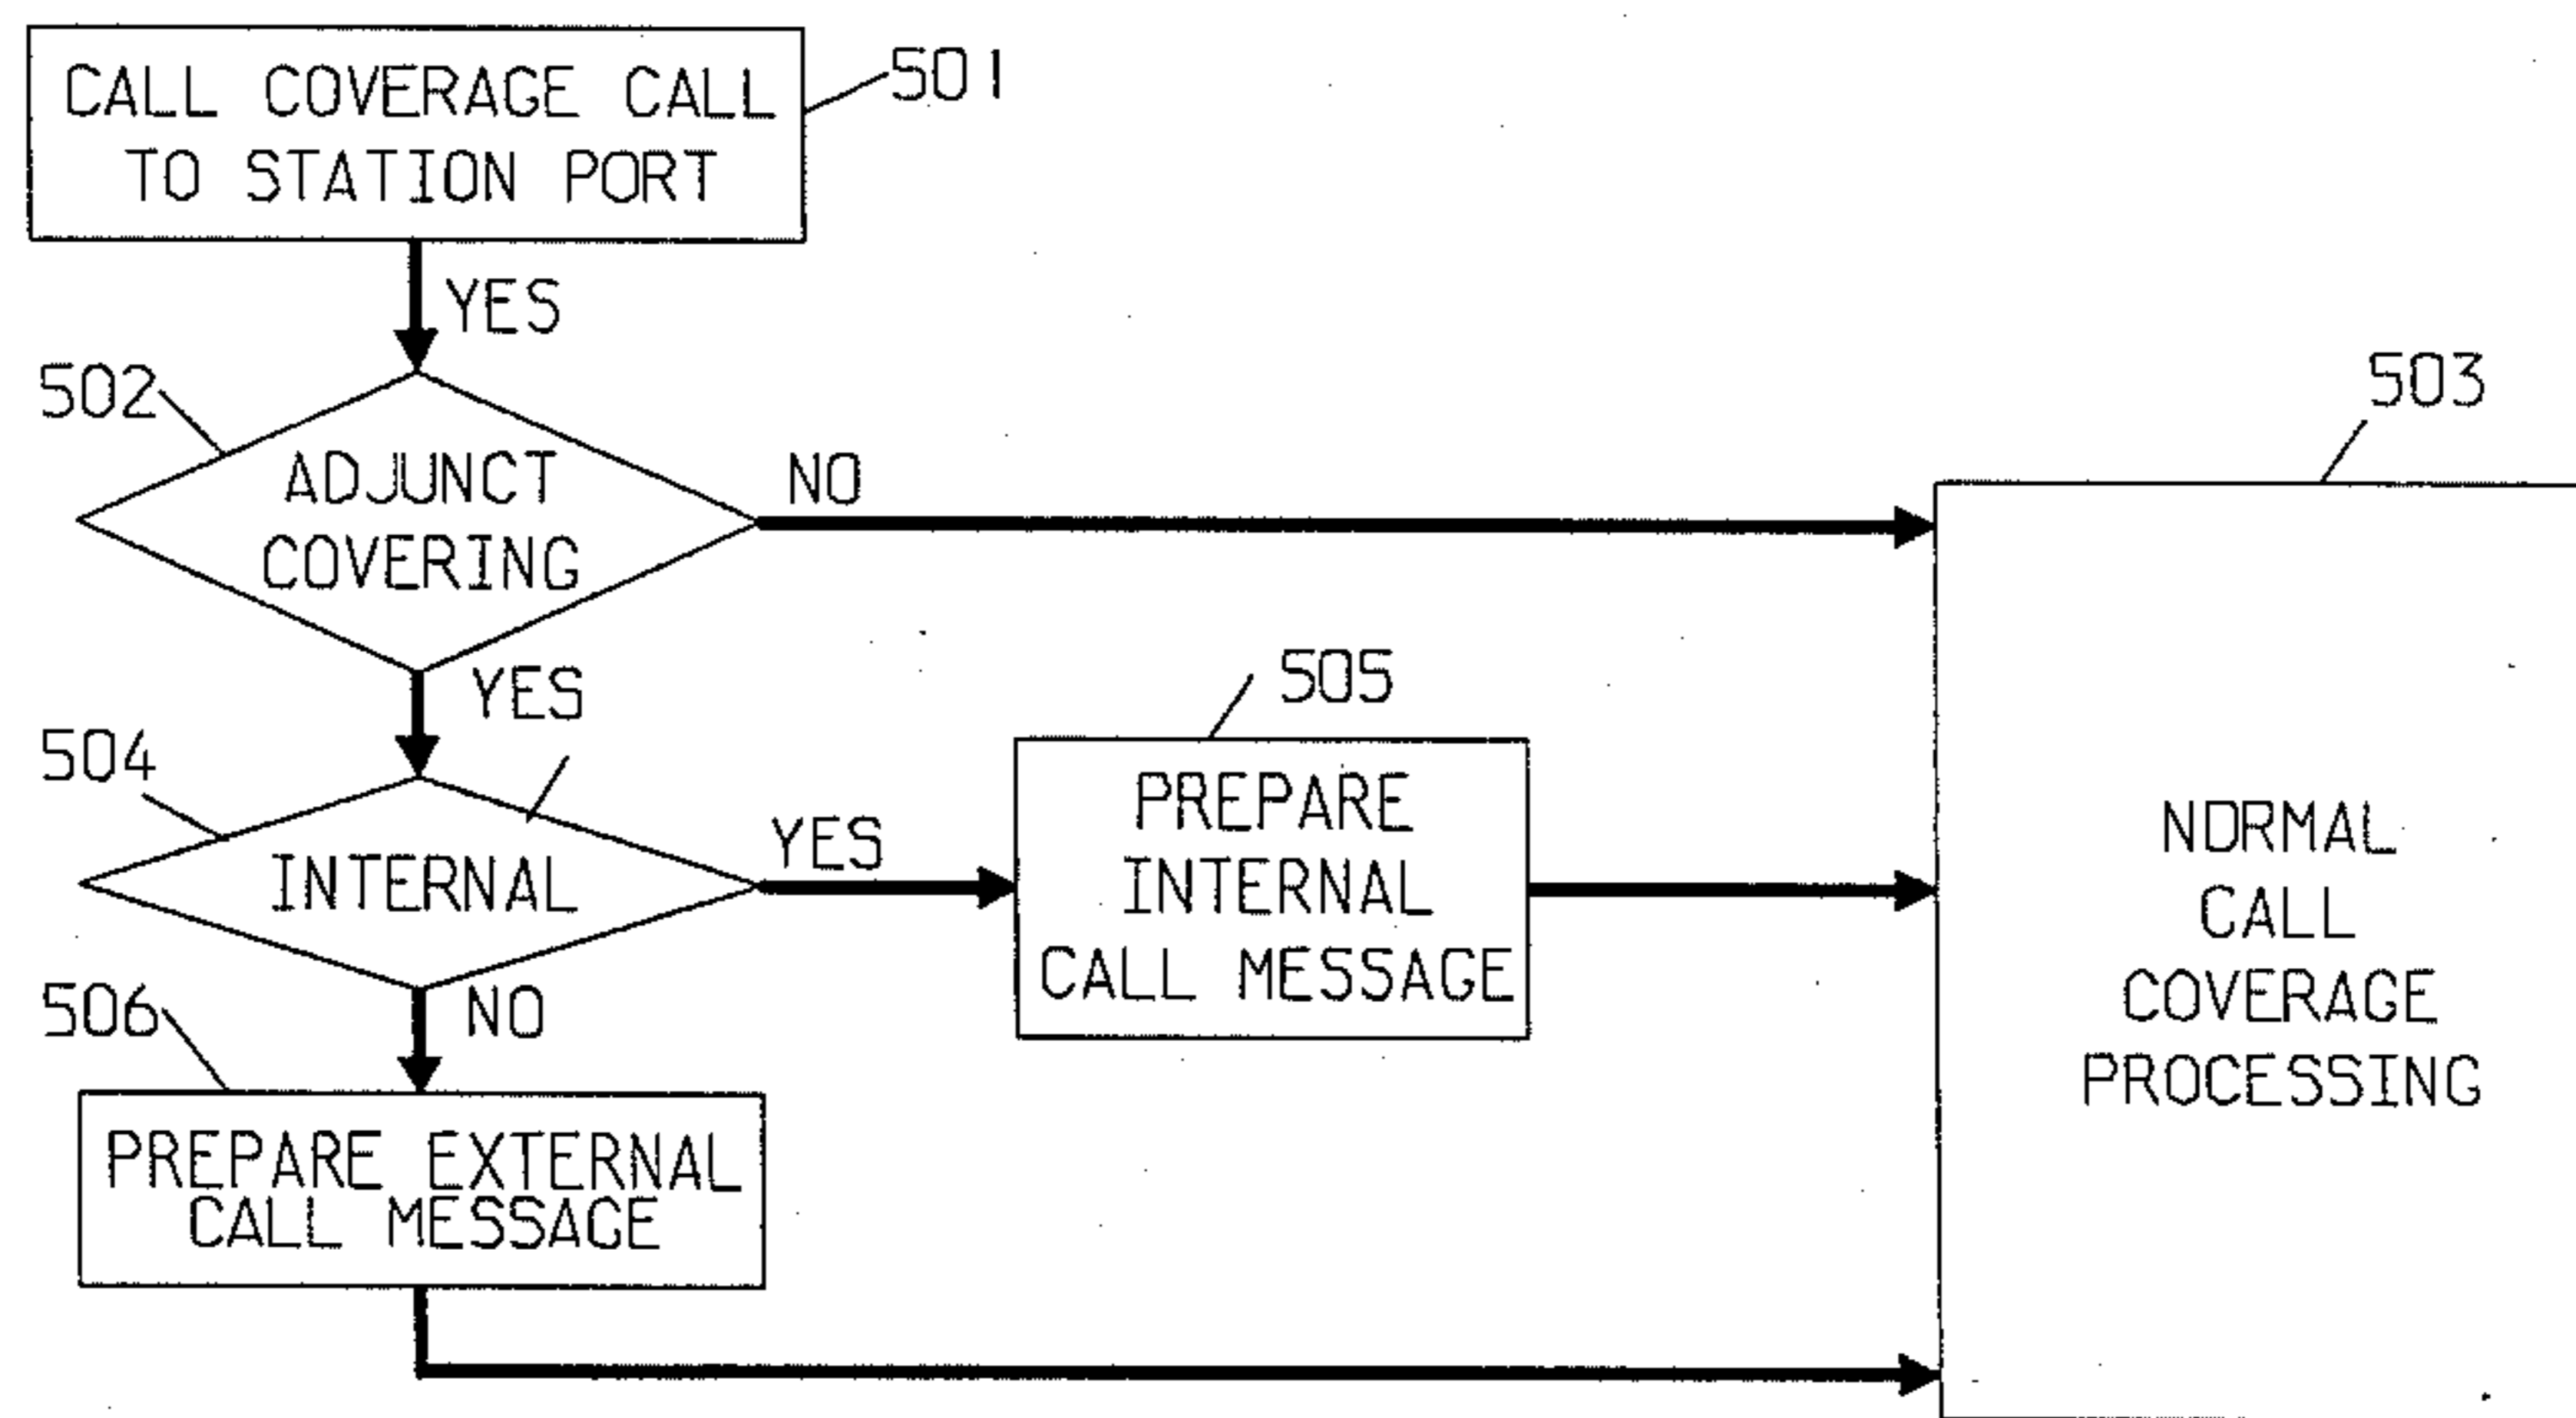 CALL COVERAGE CALL
TO STATION PORT
501
YES
502
ADJUNCT
COVERING
NO
503
YES
504
INTERNAL
YES
505
PREPARE
INTERNAL
CALL MESSAGE
NORMAL
CALL
COVERAGE
PROCESSING
NO
506
PREPARE EXTERNAL
CALL MESSAGE